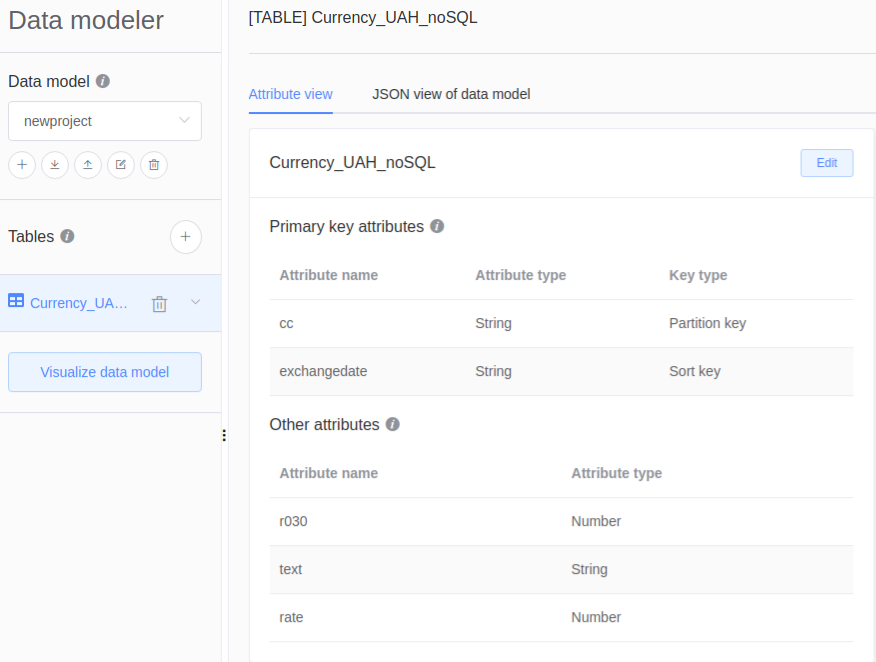 Data modeler
Data model
newproject
Tables
Currency_UA...
Visualize data model
[TABLE] Currency_UAH_noSQL
Attribute view JSON view of data model
Currency_UAH_noSQL Edit
Primary key attributes
Attribute name Attribute type Key type
cc String Partition key
exchangedate String Sort key
Other attributes
Attribute name Attribute type
r030 Number
text String
rate Number